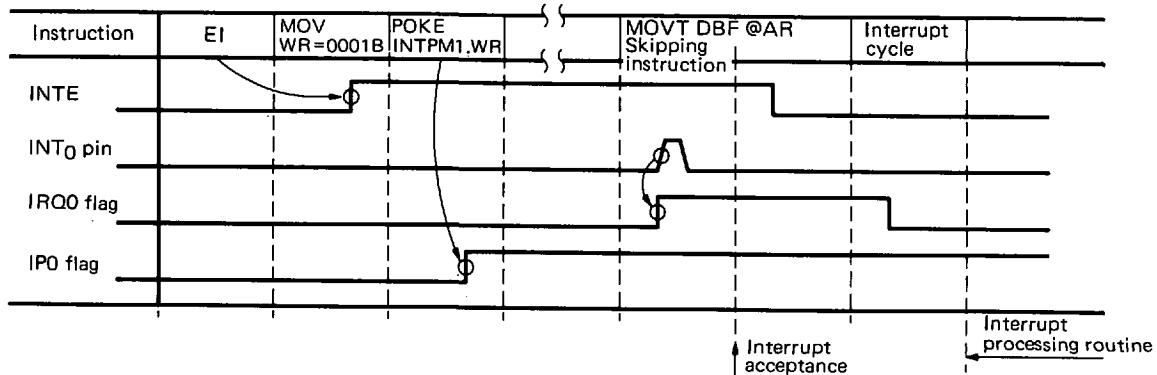 Instruction
EI
MOV
WR=0001B
POKE
INTPM1,WR
MOVT DBF @AR
Skipping
instruction
Interrupt
cycle
INTE
INT0 pin
IRQ0 flag
IP0 flag
Interrupt
acceptance
Interrupt
processing routine